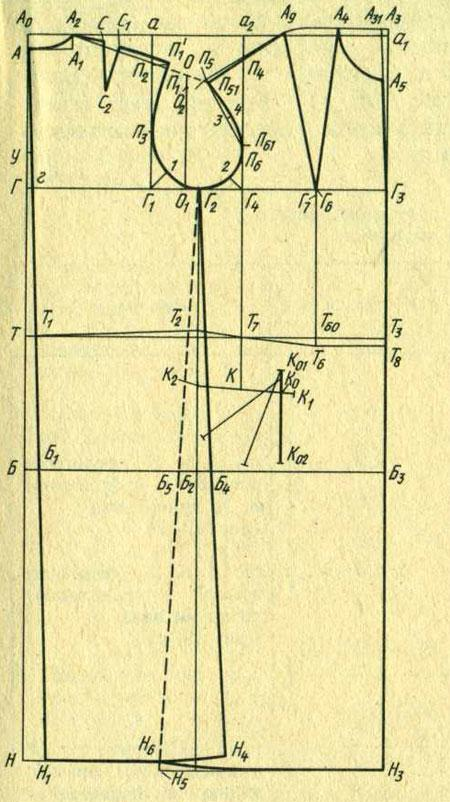 А₀ А₂ С С₁ а а₂ А₉ А₄ А₃₁ А₃
А А₁ П₁' О П₅ а₁
С₂ П₂ П₁ О₂ П₅₁ П₄ А₅
3 4
П₃ П₆₁
у 1 2 П₆
Г г Г₁ О₁ Г₂ Г₄ Г₇ Г₆ Г₃
Т Т₁ Т₂ Т₇ Т₆₀ Т₃
Т₆ Т₈
К₀₁
К₂ К К₀
К₁
К₀₂
Б Б₁ Б₅ Б₂ Б₄ Б₃
Н Н₁ Н₆ Н₄
Н₅ Н₃